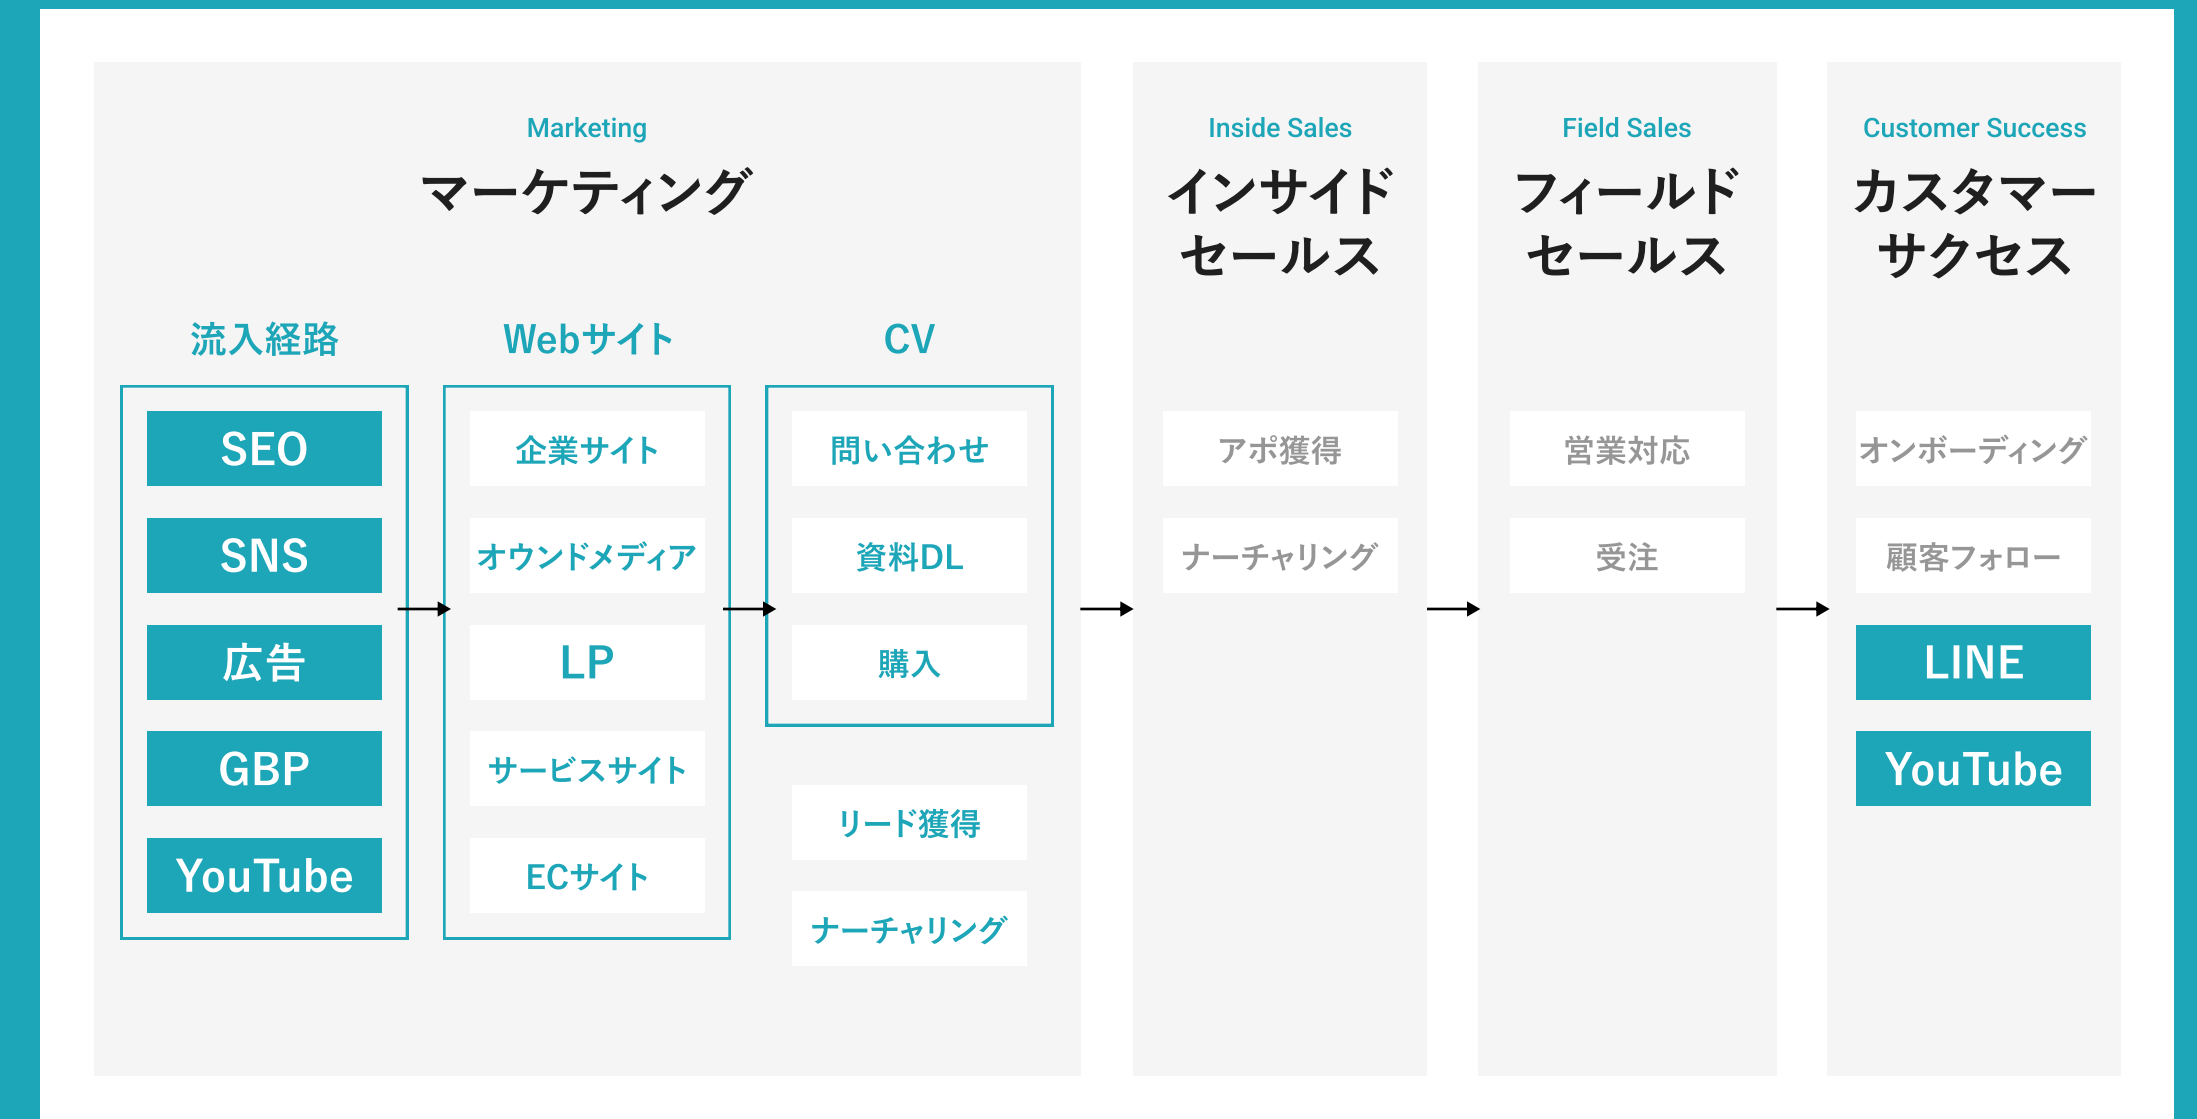 Marketing
マーケティング
流入経路
SEO
SNS
広告
GBP
YouTube
Webサイト
企業サイト
オウンドメディア
LP
サービスサイト
ECサイト
CV
問い合わせ
資料DL
購入
リード獲得
ナーチャリング
Inside Sales
インサイド
セールス
アポ獲得
ナーチャリング
Field Sales
フィールド
セールス
営業対応
受注
Customer Success
カスタマー
サクセス
オンボーディング
顧客フォロー
LINE
YouTube